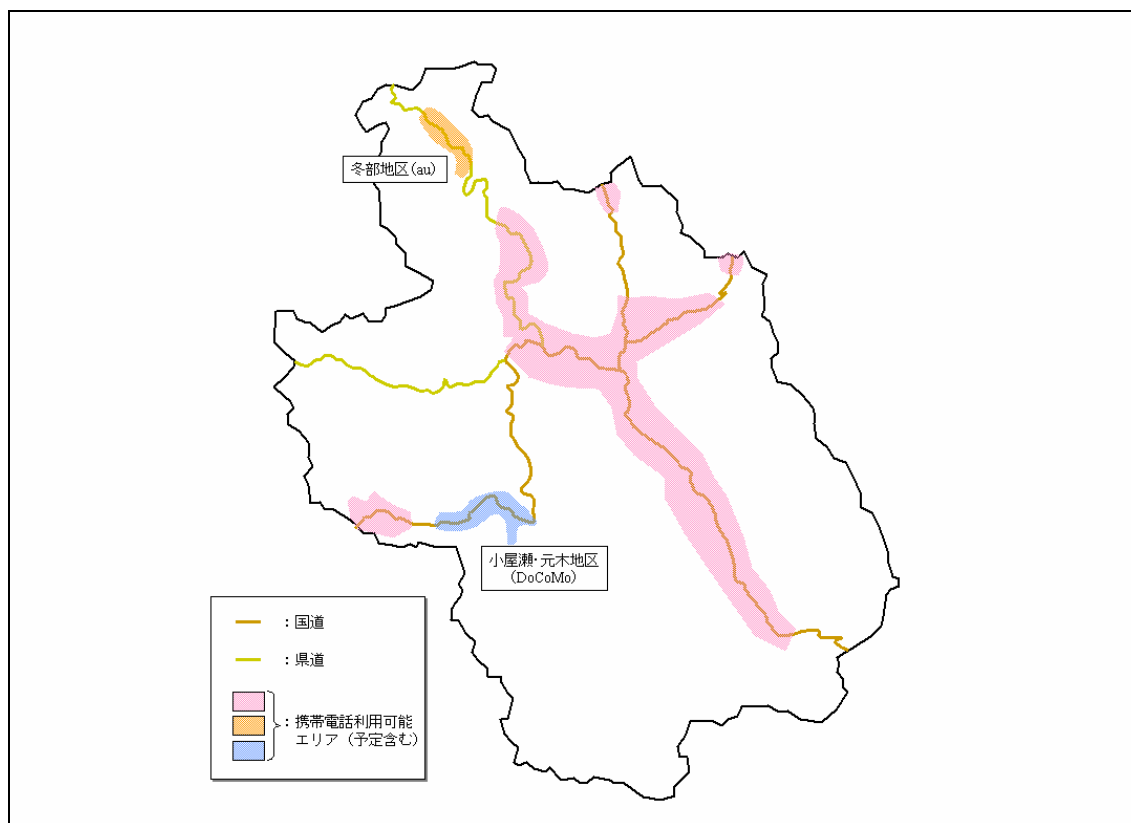 冬部地区(au)
小屋瀬・元木地区
(DoCoMo)
：国道
：県道
：携帯電話利用可能
エリア（予定含む）